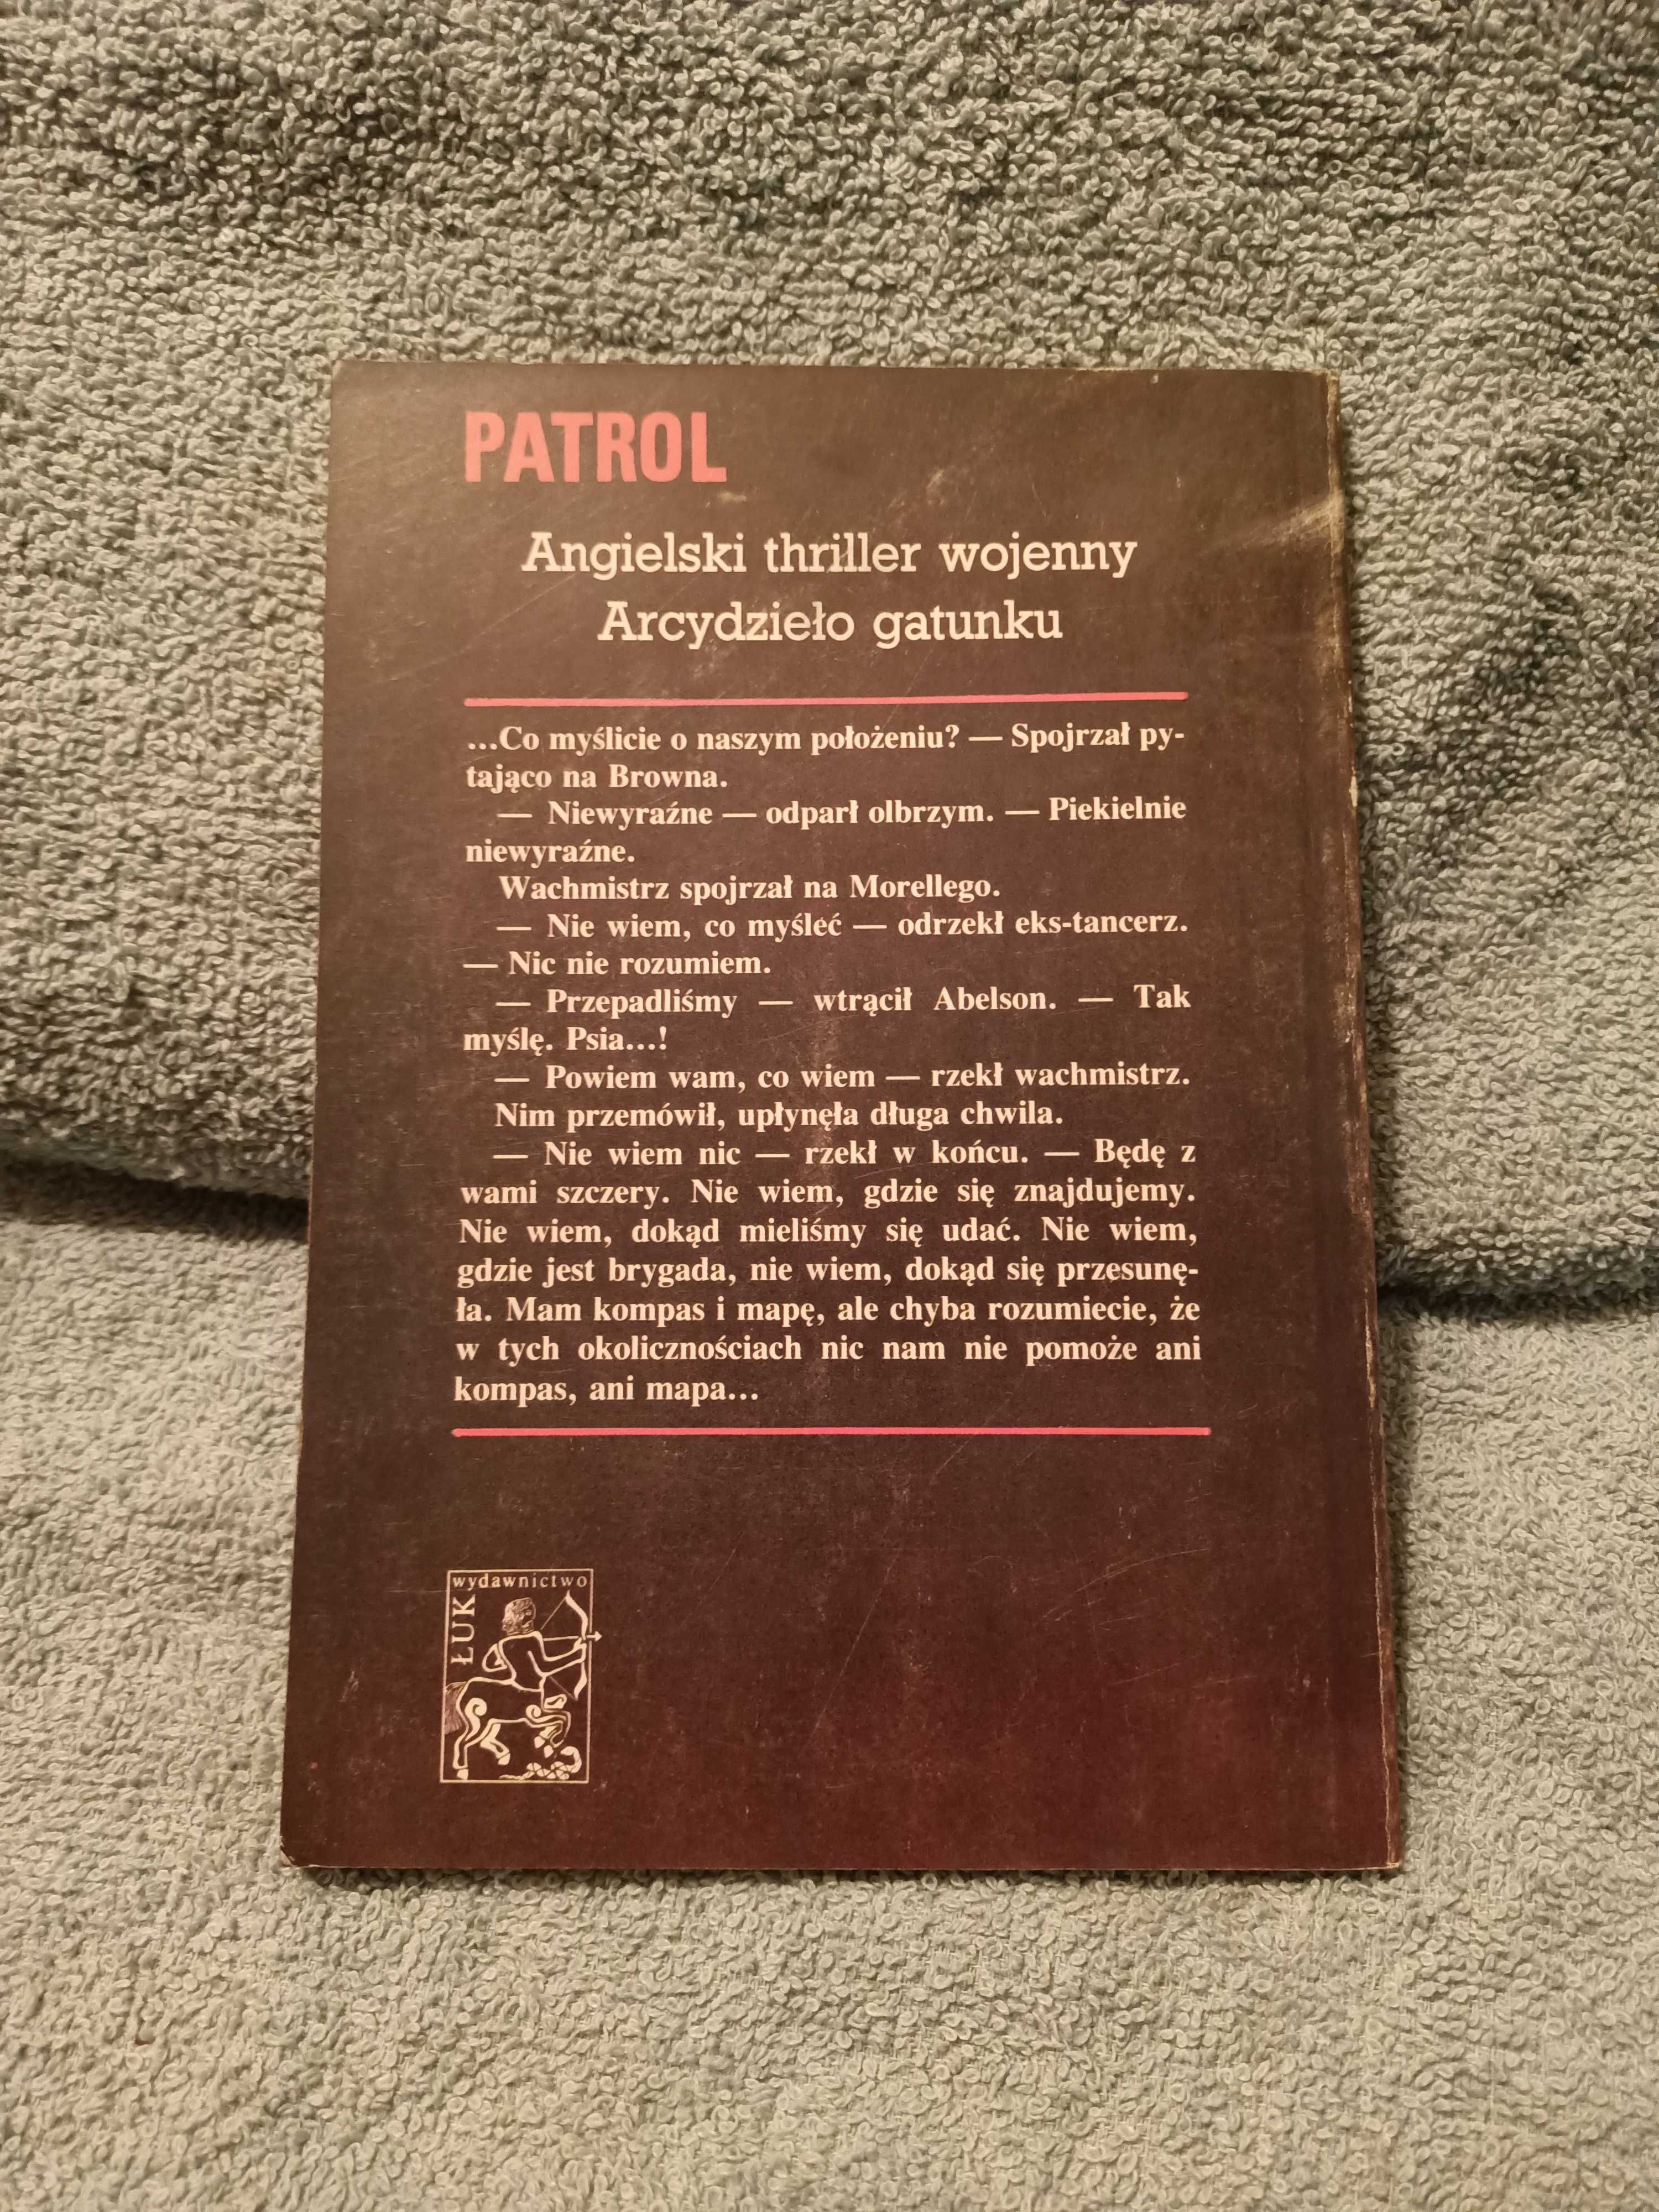 PATROL
Angielski thriller wojenny
Arcydzieło gatunku
...Co myślicie o naszym położeniu? — Spojrzał py-
tająco na Browna.
— Niewyraźne — odparł olbrzym. — Piekielnie
niewyraźne.
Wachmistrz spojrzał na Morellego.
— Nie wiem, co myśleć — odrzekł eks-tancerz.
— Nic nie rozumiem.
— Przepadliśmy — wtrącił Abelson. — Tak
myślę. Psia...!
— Powiem wam, co wiem — rzekł wachmistrz.
Nim przemówił, upłynęła długa chwila.
— Nie wiem nic — rzekł w końcu. — Będę z
wami szczery. Nie wiem, gdzie się znajdujemy.
Nie wiem, dokąd mieliśmy się udać. Nie wiem,
gdzie jest brygada, nie wiem, dokąd się przesunę-
ła. Mam kompas i mapę, ale chyba rozumiecie, że
w tych okolicznościach nic nam nie pomoże ani
kompas, ani mapa...
wydawnictwo
ŁUK